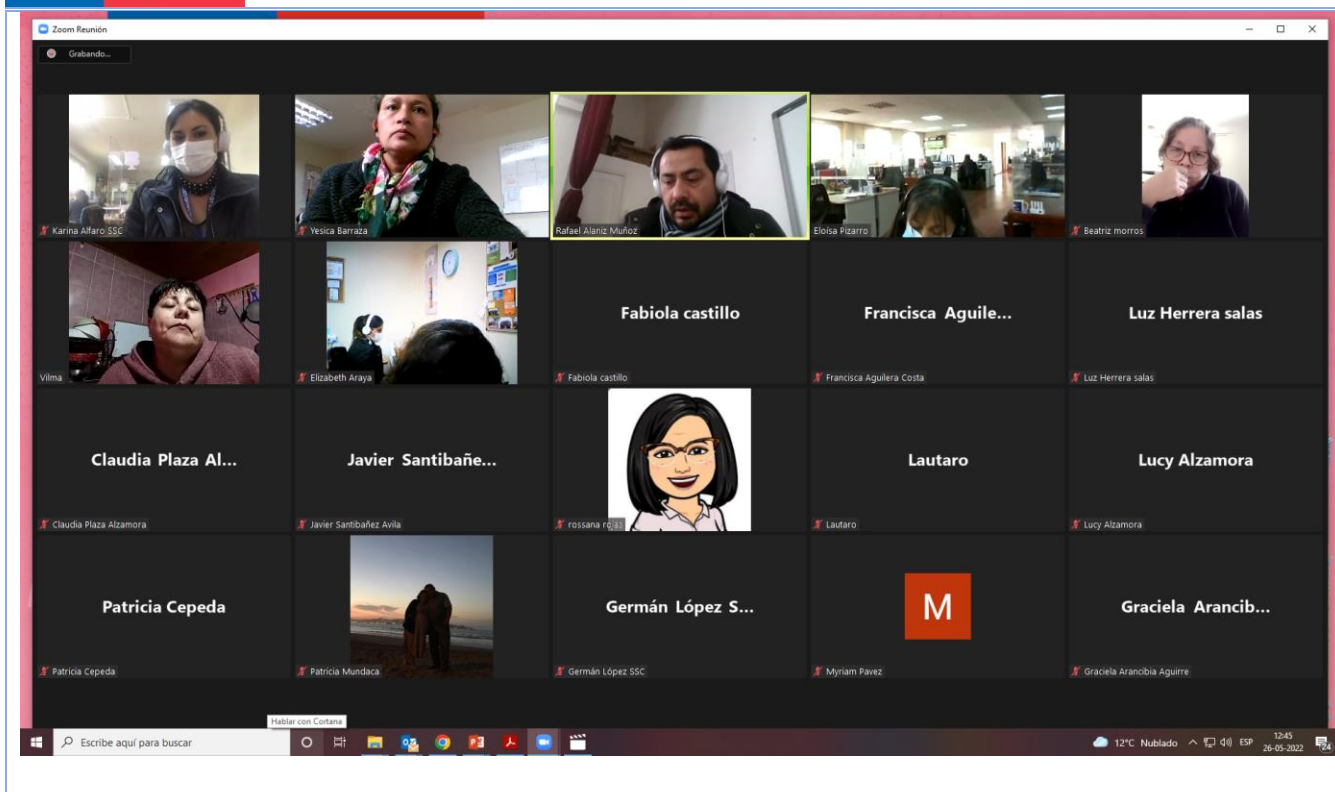 Zoom Reunión
Grabando...
Karina Alfaro SSC
Yesica Barraza
Rafael Alaniz Muñoz
Eloísa Pizarro
Beatriz morros
Vilma
Elizabeth Araya
Fabiola castillo
Fabiola castillo
Francisca Aguile...
Francisca Aguilera Costa
Luz Herrera salas
Luz Herrera salas
Claudia Plaza Al...
Claudia Plaza Alzamora
Javier Santibañe...
Javier Santibañez Avila
rossana rojas
Lautaro
Lautaro
Lucy Alzamora
Lucy Alzamora
Patricia Cepeda
Patricia Cepeda
Patricia Mundaca
Germán López S...
Germán López SSC
M
Myriam Pavez
Graciela Arancib...
Graciela Arancibia Aguirre
Hablar con Cortana
Escribe aquí para buscar
12°C Nublado
ESP
12:45
26-05-2022
24